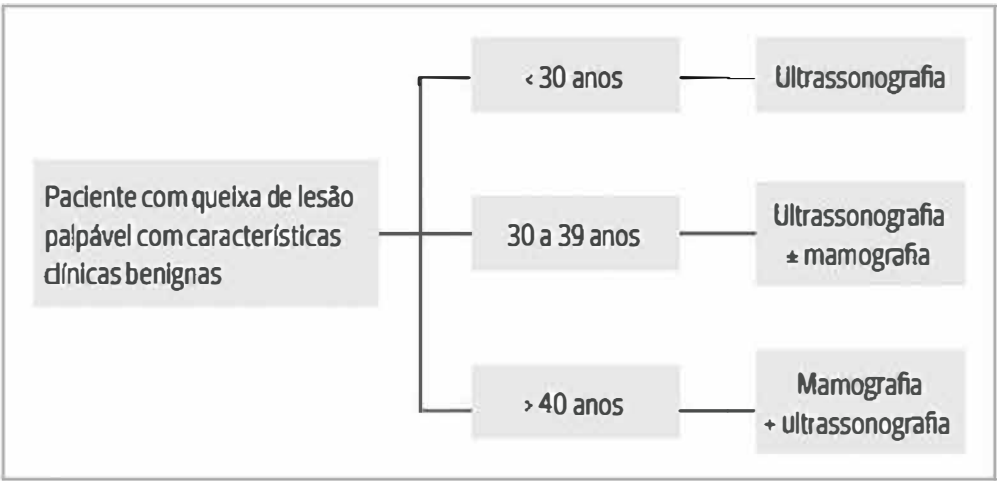 Paciente com queixa de lesão
palpável com características
clínicas benignas
< 30 anos
Ultrassonografia
30 a 39 anos
Ultrassonografia
± mamografia
> 40 anos
Mamografia
+ ultrassonografia